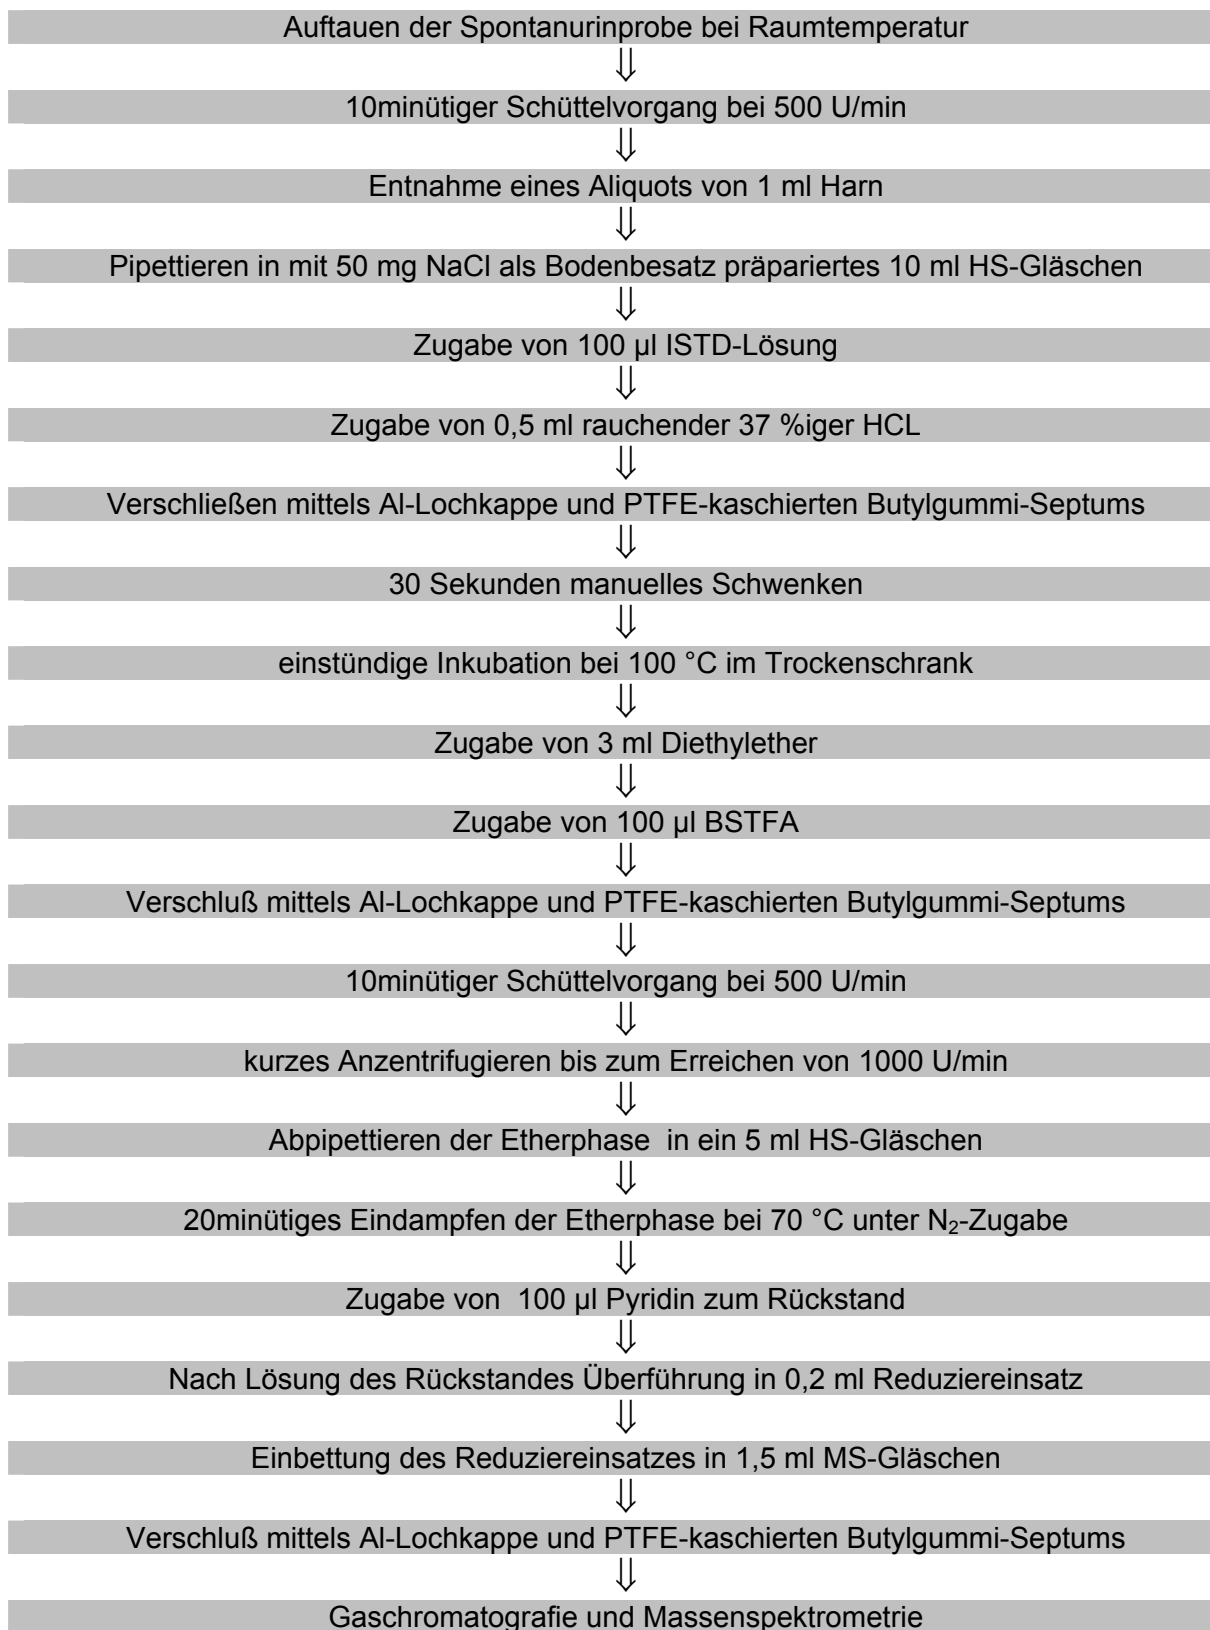 Auftauen der Spontanurinprobe bei Raumtemperatur
⇓
10minütiger Schüttelvorgang bei 500 U/min
⇓
Entnahme eines Aliquots von 1 ml Harn
⇓
Pipettieren in mit 50 mg NaCl als Bodenbesatz präpariertes 10 ml HS-Gläschen
⇓
Zugabe von 100 µl ISTD-Lösung
⇓
Zugabe von 0,5 ml rauchender 37 %iger HCL
⇓
Verschließen mittels Al-Lochkappe und PTFE-kaschierten Butylgummi-Septums
⇓
30 Sekunden manuelles Schwenken
⇓
einstündige Inkubation bei 100 °C im Trockenschrank
⇓
Zugabe von 3 ml Diethylether
⇓
Zugabe von 100 µl BSTFA
⇓
Verschluß mittels Al-Lochkappe und PTFE-kaschierten Butylgummi-Septums
⇓
10minütiger Schüttelvorgang bei 500 U/min
⇓
kurzes Anzentrifugieren bis zum Erreichen von 1000 U/min
⇓
Abpipettieren der Etherphase in ein 5 ml HS-Gläschen
⇓
20minütiges Eindampfen der Etherphase bei 70 °C unter N₂-Zugabe
⇓
Zugabe von 100 µl Pyridin zum Rückstand
⇓
Nach Lösung des Rückstandes Überführung in 0,2 ml Reduziereinsatz
⇓
Einbettung des Reduziereinsatzes in 1,5 ml MS-Gläschen
⇓
Verschluß mittels Al-Lochkappe und PTFE-kaschierten Butylgummi-Septums
⇓
Gaschromatografie und Massenspektrometrie